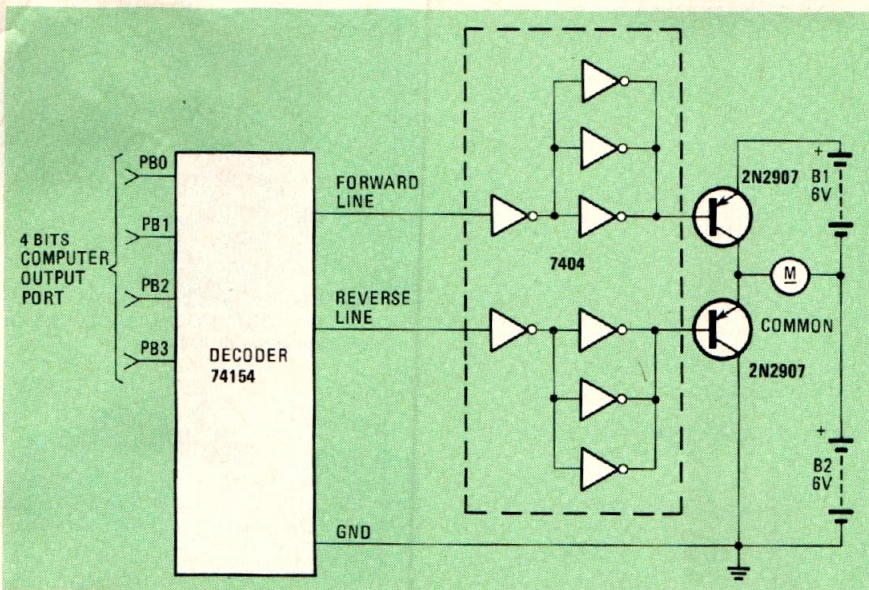 4 BITS
COMPUTER
OUTPUT
PORT
PB0
PB1
PB2
PB3
DECODER
74154
FORWARD
LINE
REVERSE
LINE
GND
7404
2N2907
M
COMMON
2N2907
+
B1
6V
+
B2
6V